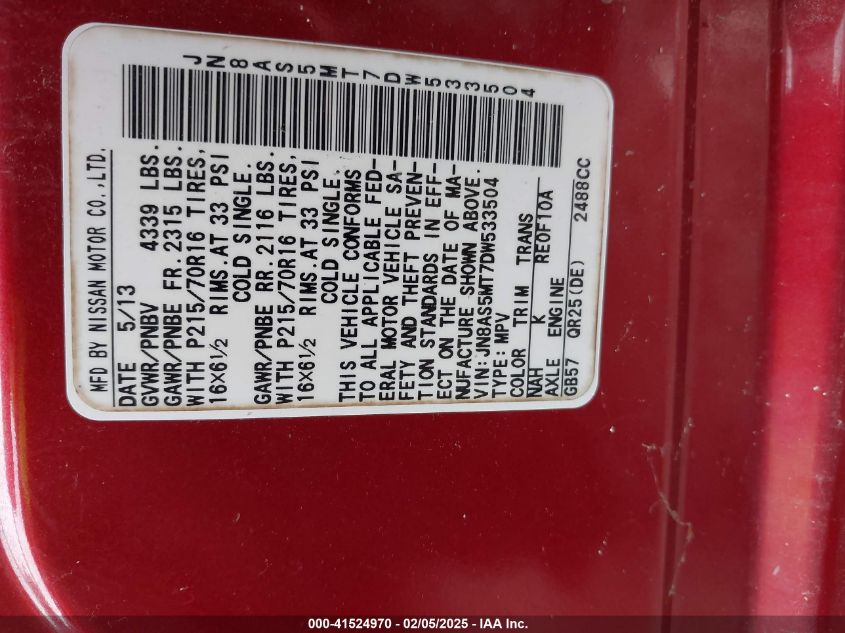 JN8AS5MT7DW533504
MFD BY NISSAN MOTOR CO.,LTD.
DATE 5/13
GVWR/PNBV 4339 LBS.
GAWR/PNBE FR. 2315 LBS.
WITH P215/70R16 TIRES,
16X6½ RIMS.AT 33 PSI
COLD SINGLE.
GAWR/PNBE RR. 2116 LBS.
WITH P215/70R16 TIRES,
16X6½ RIMS.AT 33 PSI
COLD SINGLE.
THIS VEHICLE CONFORMS
TO ALL APPLICABLE FED-
ERAL MOTOR VEHICLE SA-
FETY AND THEFT PREVEN-
TION STANDARDS IN EFF-
ECT ON THE DATE OF MA-
NUFACTURE SHOWN ABOVE.
VIN:JN8AS5MT7DW533504
TYPE:MPV
COLOR TRIM TRANS
NAH K RE0F10A
AXLE ENGINE
GB57 QR25(DE) 2488CC
000-41524970 – 02/05/2025 – IAA Inc.